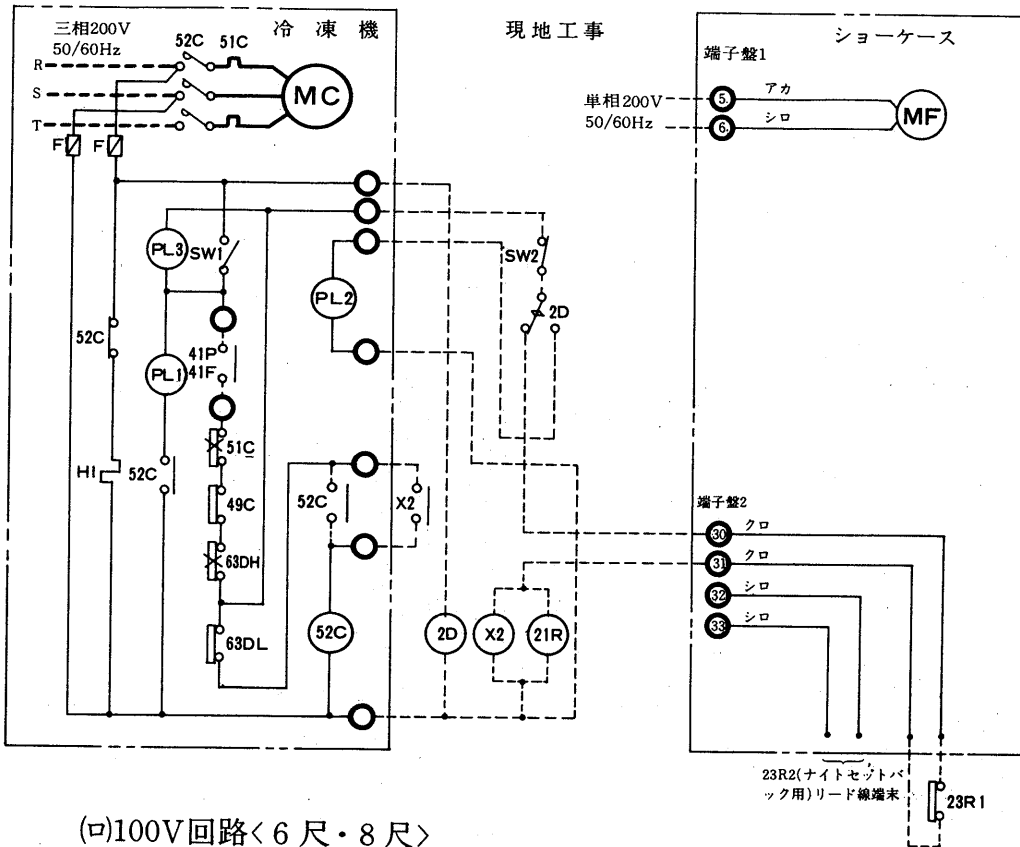 三相200V
50/60Hz
R
S
T
52C
51C
冷凍機
MC
F
F
現地工事
ショーケース
端子盤1
単相200V
50/60Hz
5.
アカ
6.
シロ
MF
PL3
SW1
PL2
SW2
2D
52C
PL1
41P
41F
51C
H1
52C
49C
63DH
63DL
52C
X2
52C
2D
X2
21R
端子盤2
30
クロ
31
クロ
32
シロ
33
シロ
23R2(ナイトセットバ
ック用)リード線端末
23R1
(ロ)100V回路〈6尺・8尺〉